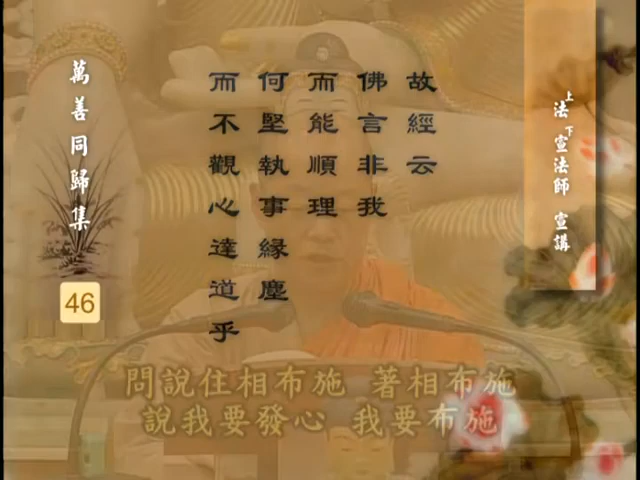 上法下宣法師 宣講
故經云
佛言非我
而能順理
何堅執事緣塵
而不觀心達道乎
萬善同歸集
46
問說住相布施 著相布施
說我要發心 我要布施